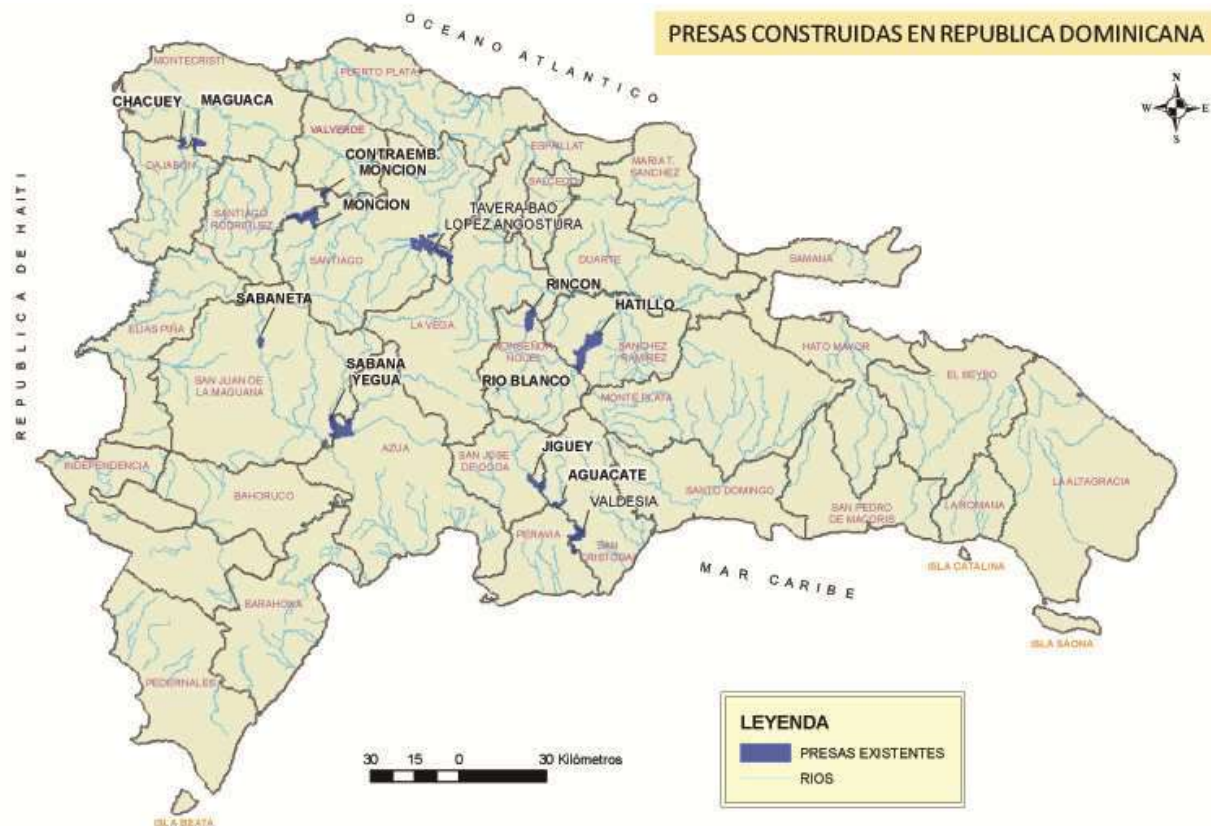 PRESAS CONSTRUIDAS EN REPUBLICA DOMINICANA
OCEANO ATLANTICO
N
W E
S
MONTECRISTI
PUERTO PLATA
CHACUEY
MAGUACA
VALVERDE
ESPAILLAT
CONTRAEMB.
MONCION
DAJABON
MARIA T.
SANCHEZ
SALCEDO
REPUBLICA DE HAITI
MONCION
SANTIAGO
RODRIGUEZ
TAVERA-BAO
LOPEZ ANGOSTURA
SANTIAGO
DUARTE
SAMANA
RINCON
SABANETA
HATILLO
ELIAS PIÑA
LA VEGA
MONSEÑOR
NOUEL
SANCHEZ
RAMIREZ
HATO MAYOR
EL SEYBO
SABANA
YEGUA
SAN JUAN DE
LA MAGUANA
RIO BLANCO
MONTE PLATA
JIGUEY
AZUA
SAN JOSE
DE OCOA
INDEPENDENCIA
AGUACATE
LA ALTAGRACIA
BAHORUCO
SANTO DOMINGO
VALDESIA
SAN PEDRO
DE MACORIS
LA ROMANA
PERAVIA
SAN
CRISTOBAL
MAR CARIBE
ISLA CATALINA
BARAHONA
ISLA SAONA
PEDERNALES
LEYENDA
PRESAS EXISTENTES
RIOS
30 15 0 30 Kilómetros
ISLA BEATA